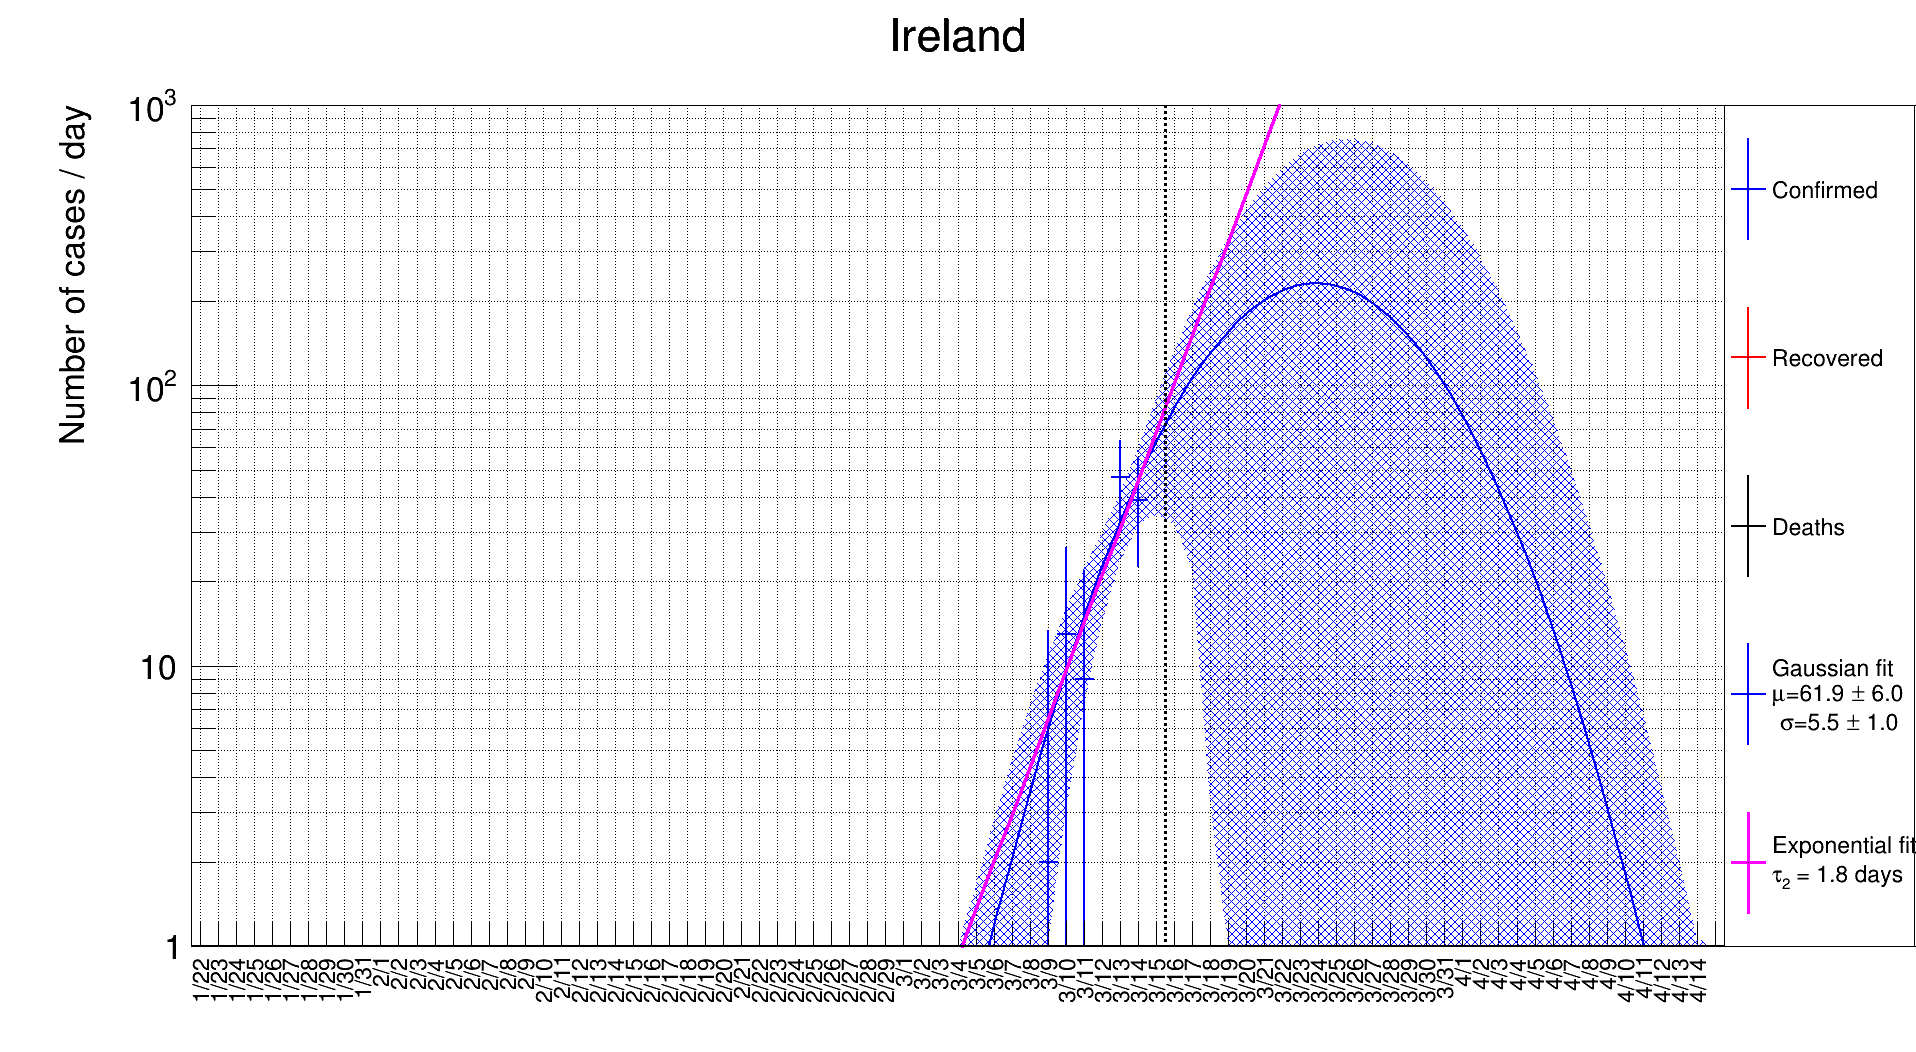 Ireland
Number of cases / day
10³
10²
10
1
1/22 1/23 1/24 1/25 1/26 1/27 1/28 1/29 1/30 1/31 2/1 2/2 2/3 2/4 2/5 2/6 2/7 2/8 2/9 2/10 2/11 2/12 2/13 2/14 2/15 2/16 2/17 2/18 2/19 2/20 2/21 2/22 2/23 2/24 2/25 2/26 2/27 2/28 2/29 3/1 3/2 3/3 3/4 3/5 3/6 3/7 3/8 3/9 3/10 3/11 3/12 3/13 3/14 3/15 3/16 3/17 3/18 3/19 3/20 3/21 3/22 3/23 3/24 3/25 3/26 3/27 3/28 3/29 3/30 3/31 4/1 4/2 4/3 4/4 4/5 4/6 4/7 4/8 4/9 4/10 4/11 4/12 4/13 4/14
Confirmed
Recovered
Deaths
Gaussian fit
μ=61.9 ± 6.0
σ=5.5 ± 1.0
Exponential fit
τ₂ = 1.8 days